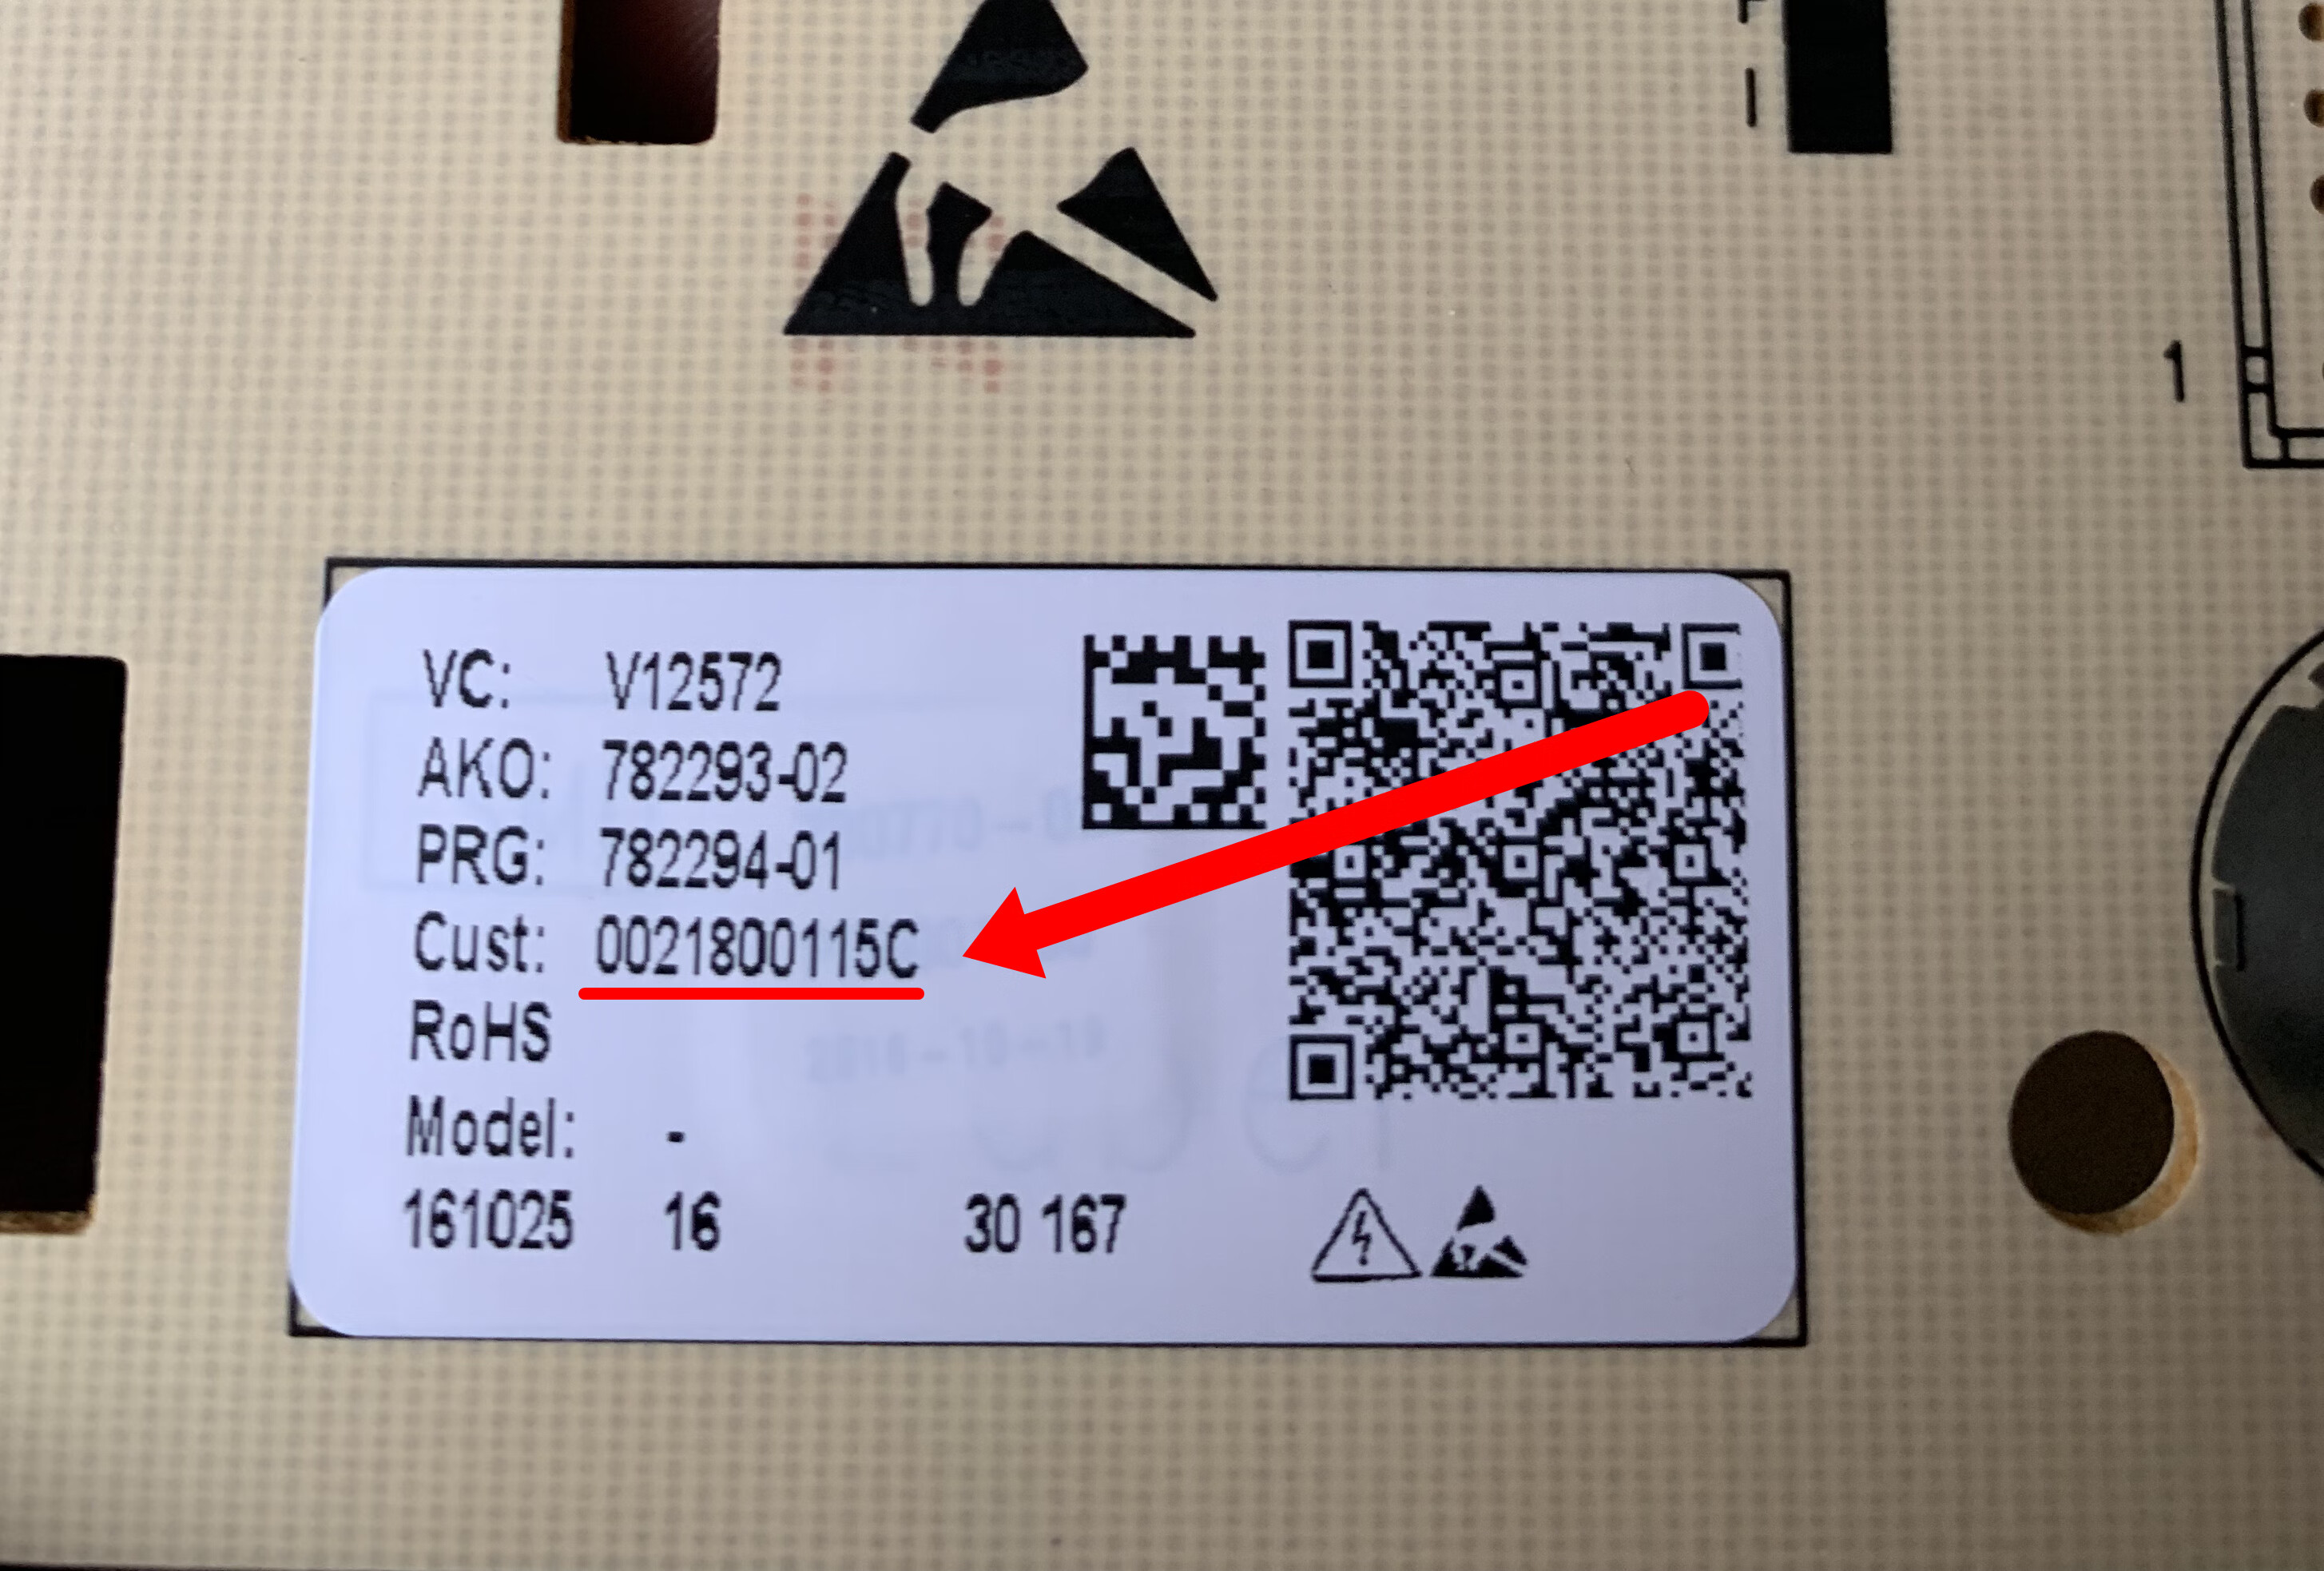 1
VC: V12572
AKO: 782293-02
PRG: 782294-01
Cust: 0021800115C
RoHS
Model: -
161025 16 30 167